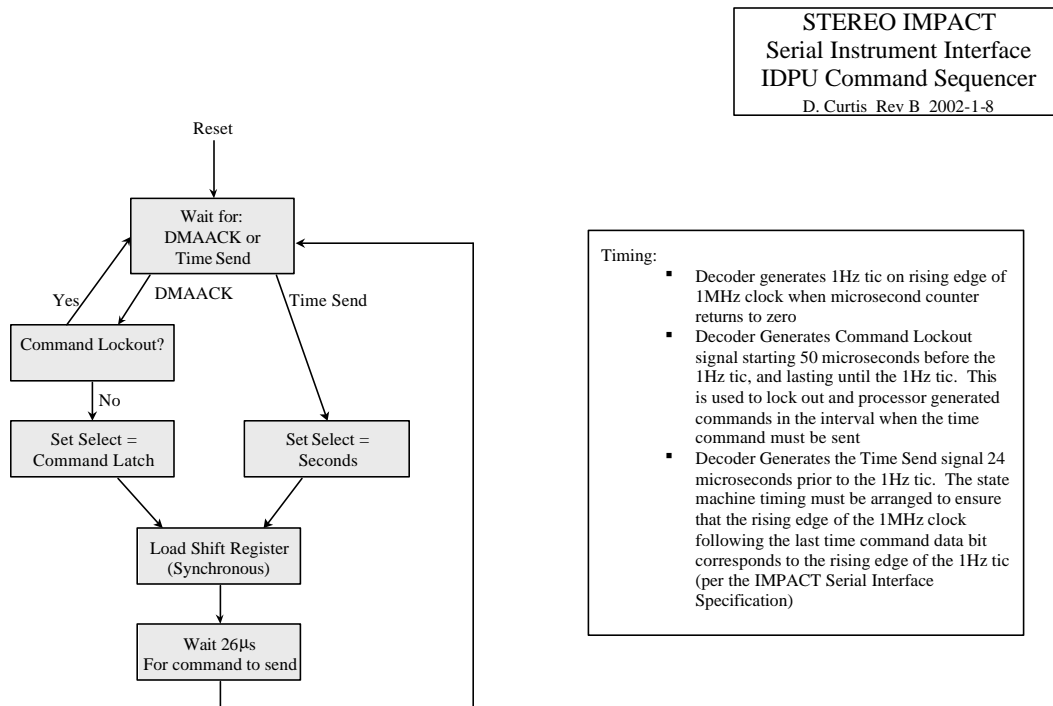 STEREO IMPACT
Serial Instrument Interface
IDPU Command Sequencer
D. Curtis Rev B 2002-1-8
Reset
Wait for:
DMAACK or
Time Send
Yes
DMAACK
Time Send
Command Lockout?
No
Set Select =
Command Latch
Set Select =
Seconds
Load Shift Register
(Synchronous)
Wait 26μs
For command to send
Timing:
▪ Decoder generates 1Hz tic on rising edge of
1MHz clock when microsecond counter
returns to zero
▪ Decoder Generates Command Lockout
signal starting 50 microseconds before the
1Hz tic, and lasting until the 1Hz tic. This
is used to lock out and processor generated
commands in the interval when the time
command must be sent
▪ Decoder Generates the Time Send signal 24
microseconds prior to the 1Hz tic. The state
machine timing must be arranged to ensure
that the rising edge of the 1MHz clock
following the last time command data bit
corresponds to the rising edge of the 1Hz tic
(per the IMPACT Serial Interface
Specification)